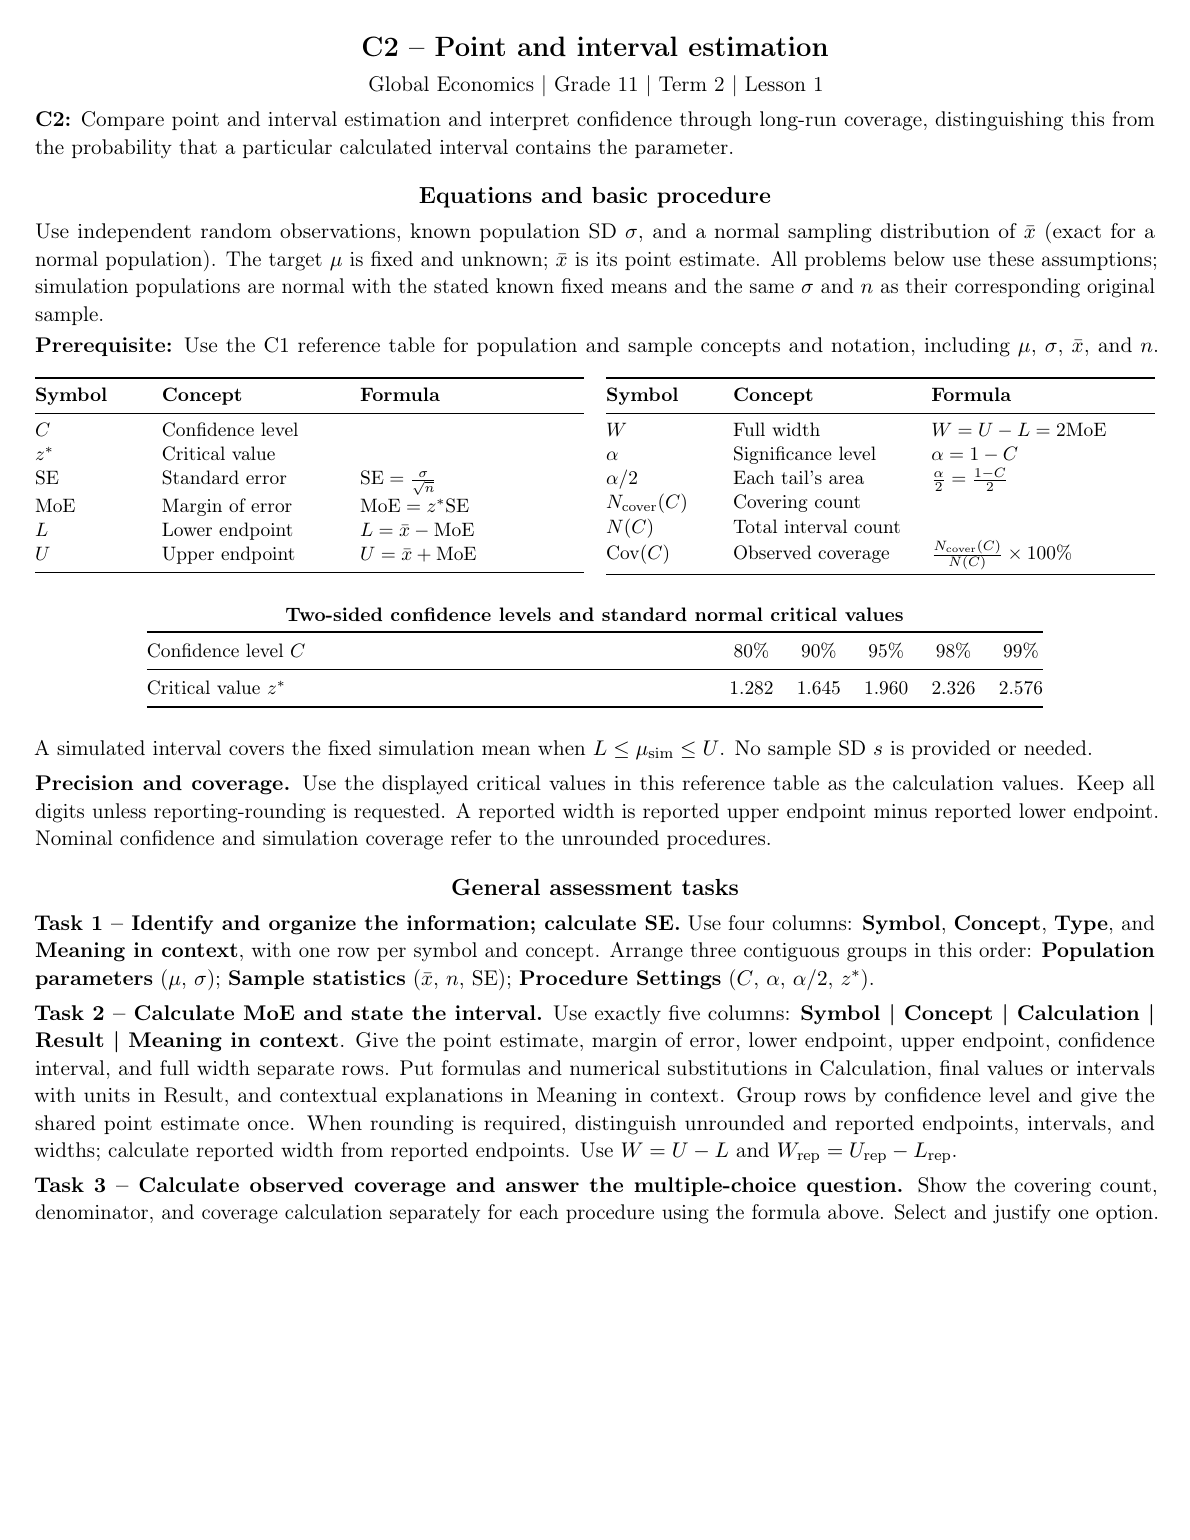 C2 – Point and interval estimation
Global Economics | Grade 11 | Term 2 | Lesson 1
C2: Compare point and interval estimation and interpret confidence through long-run coverage, distinguishing this from
the probability that a particular calculated interval contains the parameter.
Equations and basic procedure
Use independent random observations, known population SD σ, and a normal sampling distribution of x̄ (exact for a
normal population). The target μ is fixed and unknown; x̄ is its point estimate. All problems below use these assumptions;
simulation populations are normal with the stated known fixed means and the same σ and n as their corresponding original
sample.
Prerequisite: Use the C1 reference table for population and sample concepts and notation, including μ, σ, x̄, and n.
Symbol Concept Formula
C Confidence level
z* Critical value
SE Standard error SE = σ/√n
MoE Margin of error MoE = z*SE
L Lower endpoint L = x̄ − MoE
U Upper endpoint U = x̄ + MoE
Symbol Concept Formula
W Full width W = U − L = 2MoE
α Significance level α = 1 − C
α/2 Each tail's area α/2 = (1−C)/2
N_cover(C) Covering count
N(C) Total interval count
Cov(C) Observed coverage N_cover(C)/N(C) × 100%
Two-sided confidence levels and standard normal critical values
Confidence level C 80% 90% 95% 98% 99%
Critical value z* 1.282 1.645 1.960 2.326 2.576
A simulated interval covers the fixed simulation mean when L ≤ μ_sim ≤ U. No sample SD s is provided or needed.
Precision and coverage. Use the displayed critical values in this reference table as the calculation values. Keep all
digits unless reporting-rounding is requested. A reported width is reported upper endpoint minus reported lower endpoint.
Nominal confidence and simulation coverage refer to the unrounded procedures.
General assessment tasks
Task 1 – Identify and organize the information; calculate SE. Use four columns: Symbol, Concept, Type, and
Meaning in context, with one row per symbol and concept. Arrange three contiguous groups in this order: Population
parameters (μ, σ); Sample statistics (x̄, n, SE); Procedure Settings (C, α, α/2, z*).
Task 2 – Calculate MoE and state the interval. Use exactly five columns: Symbol | Concept | Calculation |
Result | Meaning in context. Give the point estimate, margin of error, lower endpoint, upper endpoint, confidence
interval, and full width separate rows. Put formulas and numerical substitutions in Calculation, final values or intervals
with units in Result, and contextual explanations in Meaning in context. Group rows by confidence level and give the
shared point estimate once. When rounding is required, distinguish unrounded and reported endpoints, intervals, and
widths; calculate reported width from reported endpoints. Use W = U − L and W_rep = U_rep − L_rep.
Task 3 – Calculate observed coverage and answer the multiple-choice question. Show the covering count,
denominator, and coverage calculation separately for each procedure using the formula above. Select and justify one option.